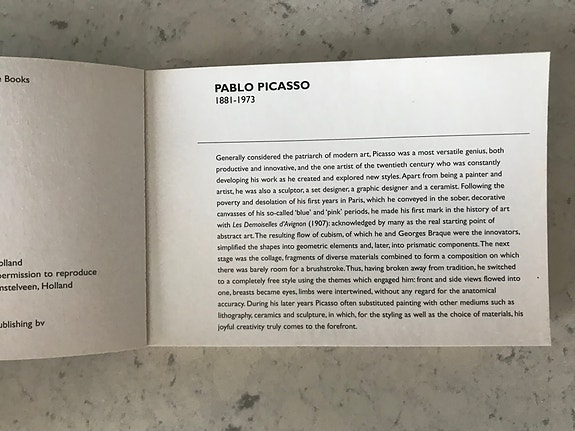 Books
olland
permission to reproduce
mstelveen, Holland
ublishing by
PABLO PICASSO
1881-1973
Generally considered the patriarch of modern art, Picasso was a most versatile genius, both
productive and innovative, and the one artist of the twentieth century who was constantly
developing his work as he created and explored new styles. Apart from being a painter and
artist, he was also a sculptor, a set designer, a graphic designer and a ceramist. Following the
poverty and desolation of his first years in Paris, which he conveyed in the sober, decorative
canvasses of his so-called 'blue' and 'pink' periods, he made his first mark in the history of art
with Les Demoiselles d'Avignon (1907): acknowledged by many as the real starting point of
abstract art. The resulting flow of cubism, of which he and Georges Braque were the innovators,
simplified the shapes into geometric elements and, later, into prismatic components. The next
stage was the collage, fragments of diverse materials combined to form a composition on which
there was barely room for a brushstroke. Thus, having broken away from tradition, he switched
to a completely free style using the themes which engaged him: front and side views flowed into
one, breasts became eyes, limbs were intertwined, without any regard for the anatomical
accuracy. During his later years Picasso often substituted painting with other mediums such as
lithography, ceramics and sculpture, in which, for the styling as well as the choice of materials, his
joyful creativity truly comes to the forefront.